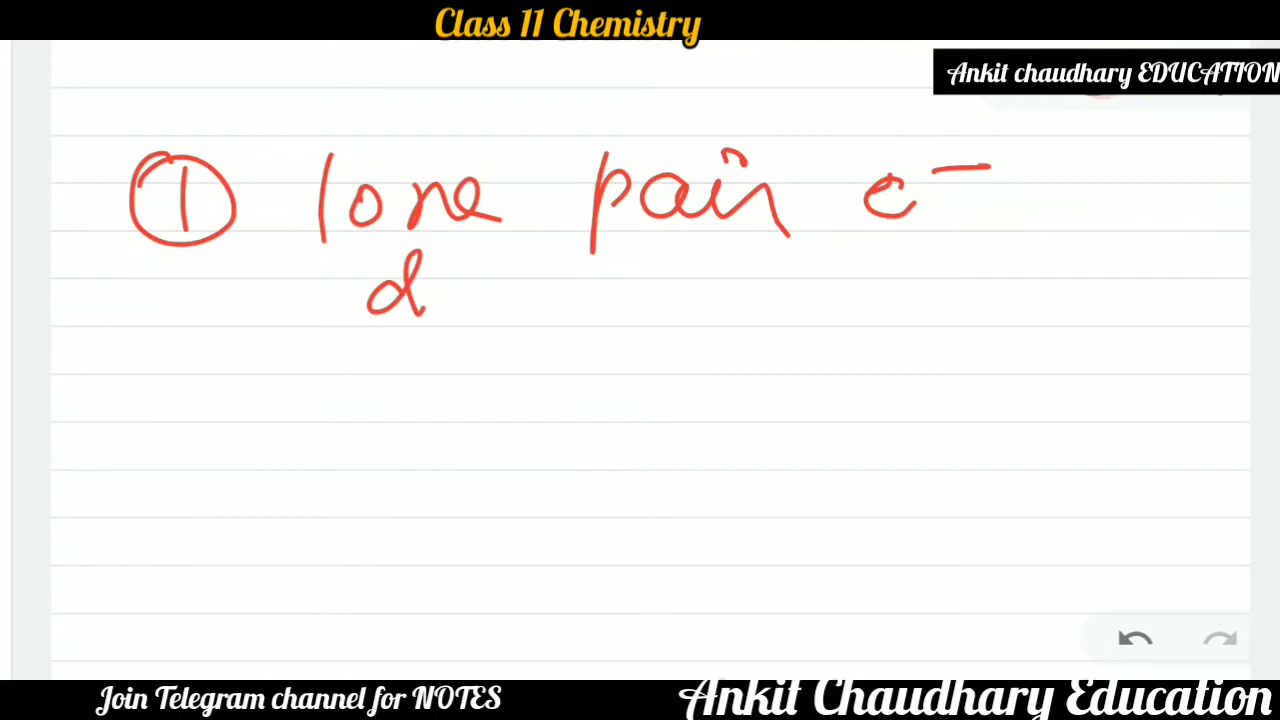 Class 11 Chemistry
Ankit chaudhary EDUCATION
① lone pair e⁻
d
Join Telegram channel for NOTES
Ankit Chaudhary Education